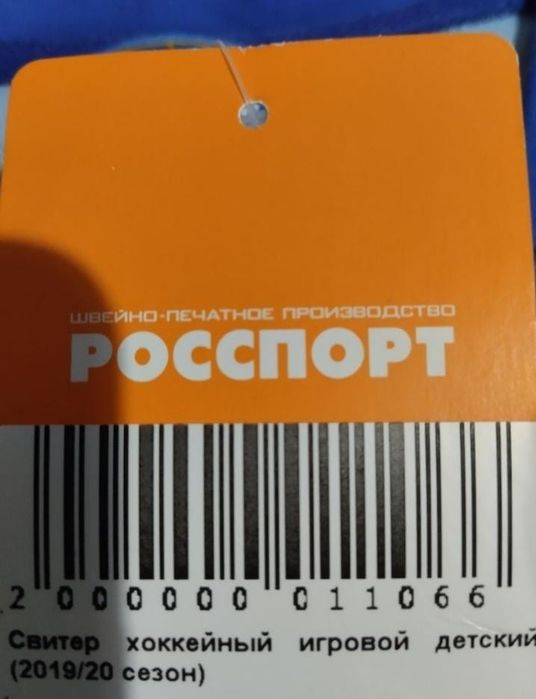 ШВЕЙНО-ПЕЧАТНОЕ ПРОИЗВОДСТВО
РОССПОРТ
2 000000 011066
Свитер хоккейный игровой детский
(2019/20 сезон)